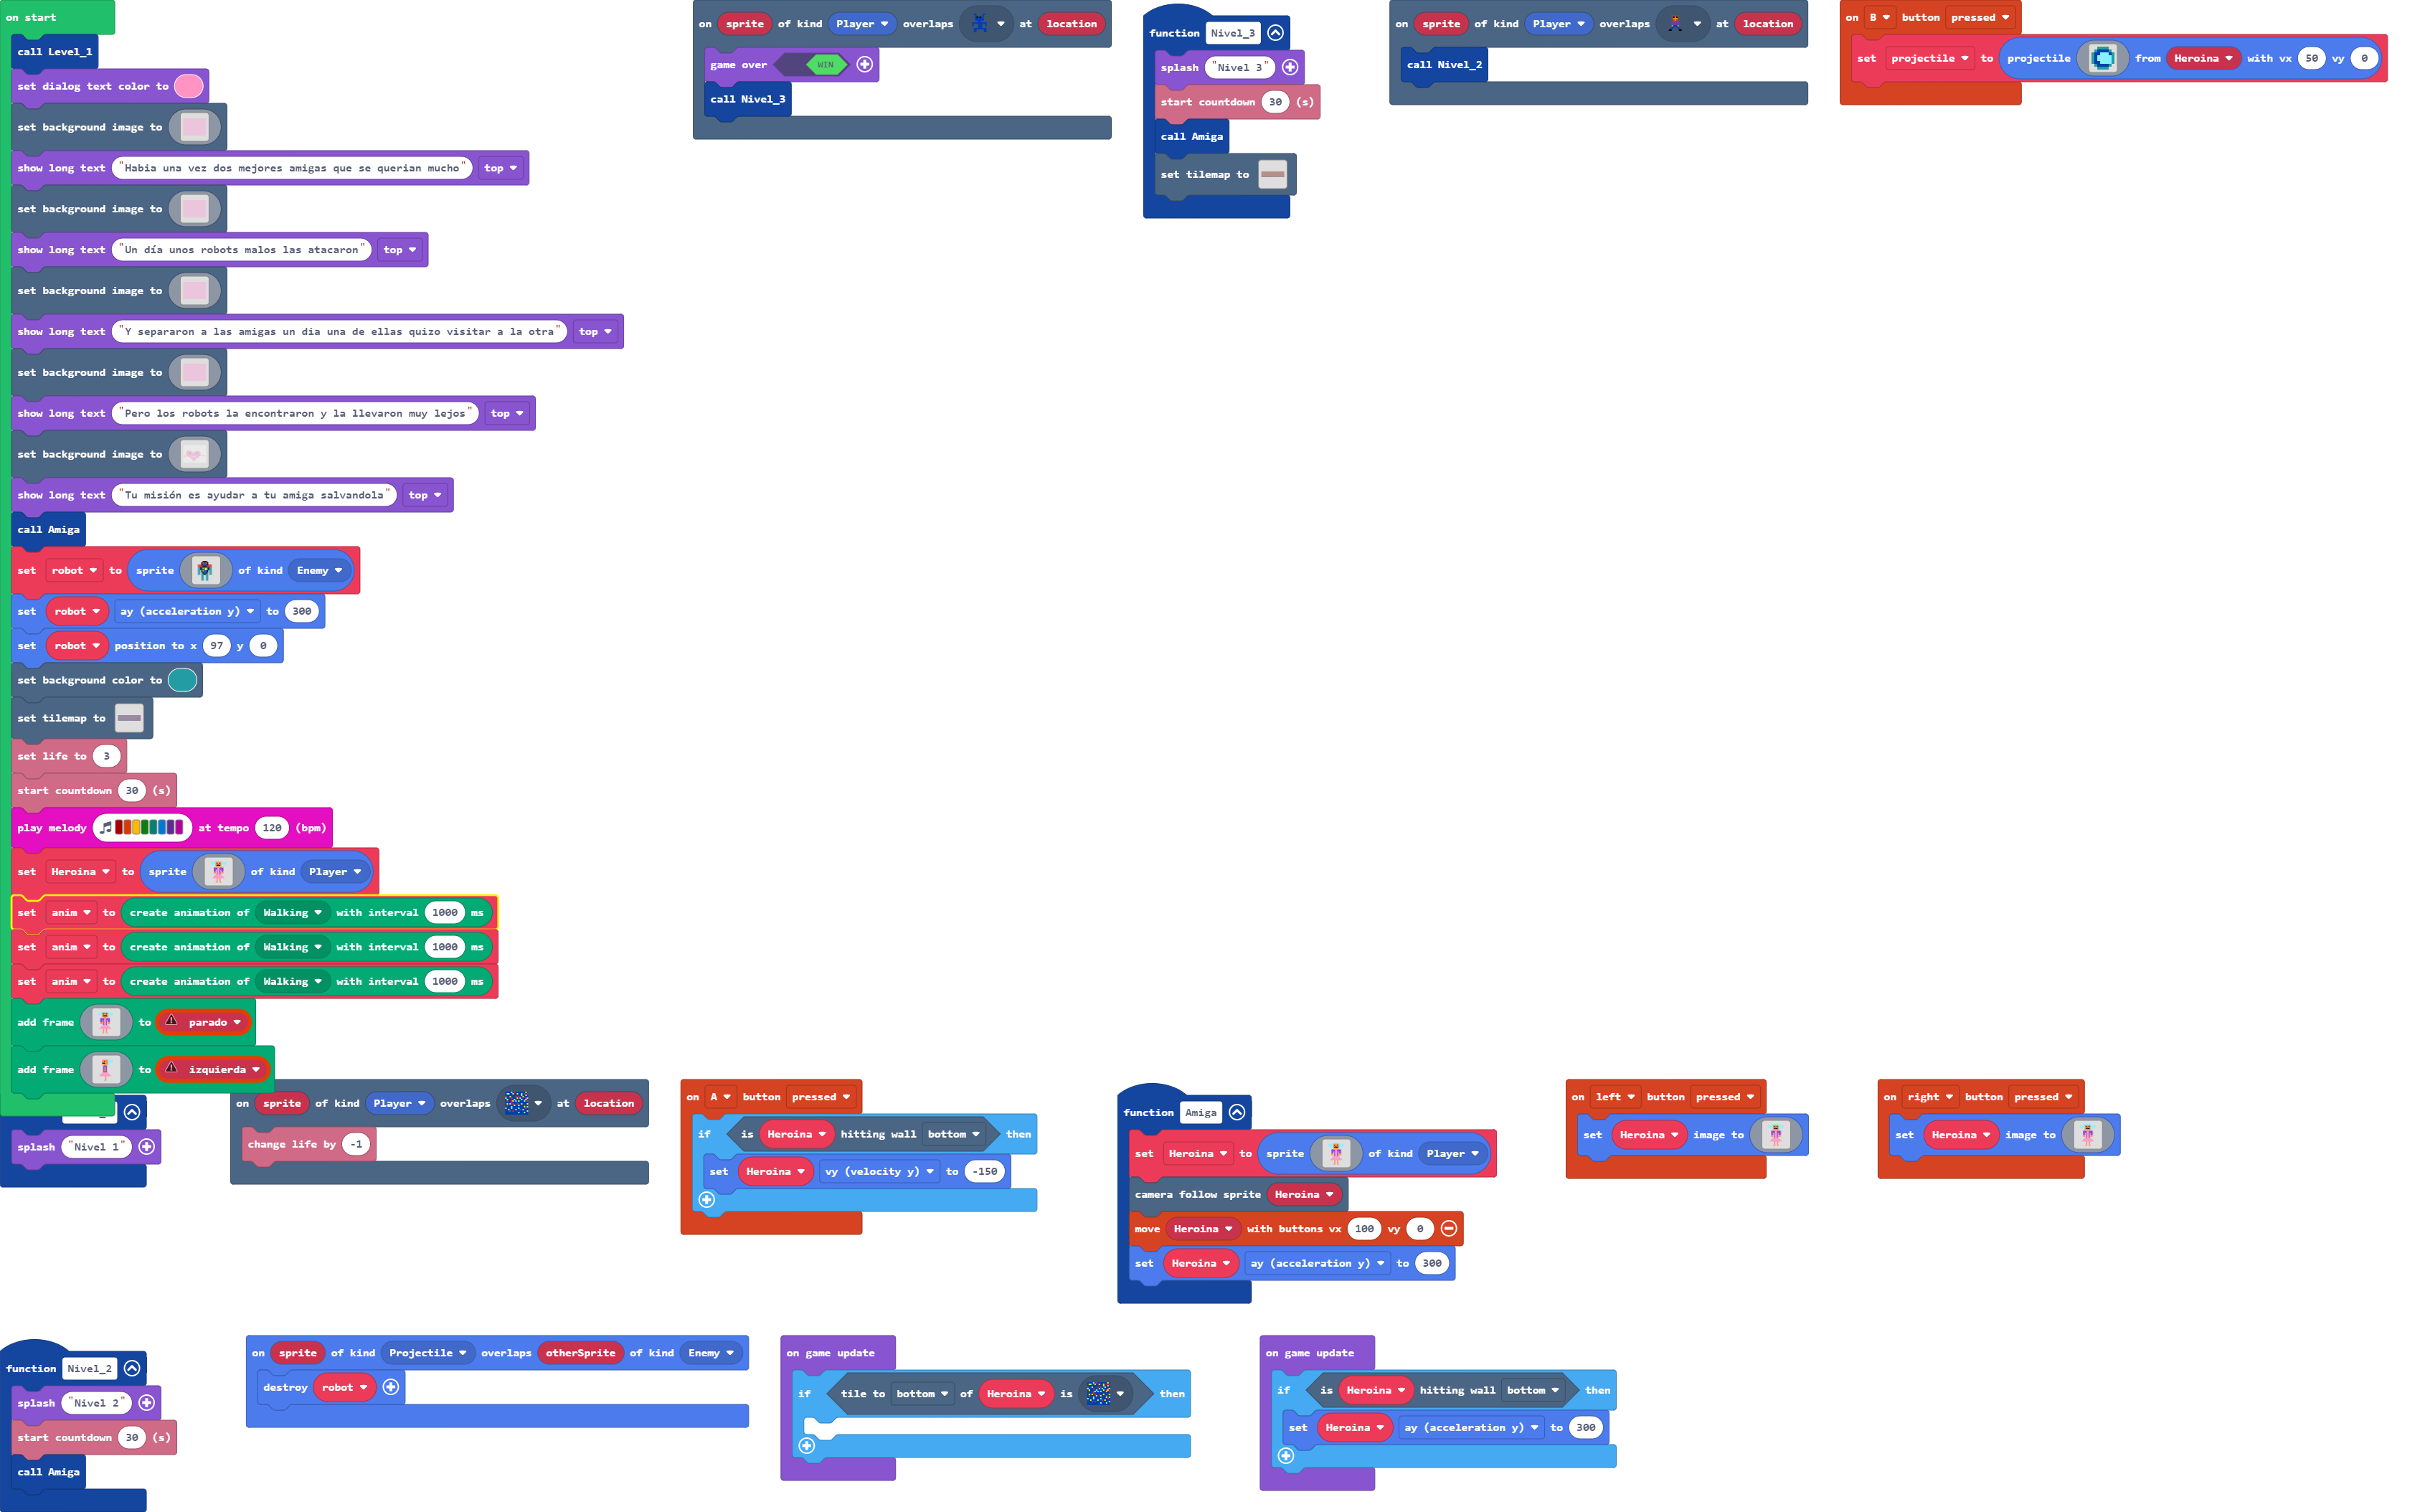 on start
call Level_1
set dialog text color to
set background image to
show long text "Habia una vez dos mejores amigas que se querian mucho" top
set background image to
show long text "Un día unos robots malos las atacaron" top
set background image to
show long text "Y separaron a las amigas un dia una de ellas quizo visitar a la otra" top
set background image to
show long text "Pero los robots la encontraron y la llevaron muy lejos" top
set background image to
show long text "Tu misión es ayudar a tu amiga salvandola" top
call Amiga
set robot to sprite of kind Enemy
set robot ay (acceleration y) to 300
set robot position to x 97 y 0
set background color to
set tilemap to
set life to 3
start countdown 30 (s)
play melody at tempo 120 (bpm)
set Heroina to sprite of kind Player
set anim to create animation of Walking with interval 1000 ms
set anim to create animation of Walking with interval 1000 ms
set anim to create animation of Walking with interval 1000 ms
add frame to parado
add frame to izquierda
on sprite of kind Player overlaps at location
game over WIN
call Nivel_3
function Nivel_3
splash "Nivel 3"
start countdown 30 (s)
call Amiga
set tilemap to
on sprite of kind Player overlaps at location
call Nivel_2
on B button pressed
set projectile to projectile from Heroina with vx 50 vy 0
splash "Nivel 1"
on sprite of kind Player overlaps at location
change life by -1
on A button pressed
if is Heroina hitting wall bottom then
set Heroina vy (velocity y) to -150
function Amiga
set Heroina to sprite of kind Player
camera follow sprite Heroina
move Heroina with buttons vx 100 vy 0
set Heroina ay (acceleration y) to 300
on left button pressed
set Heroina image to
on right button pressed
set Heroina image to
function Nivel_2
splash "Nivel 2"
start countdown 30 (s)
call Amiga
on sprite of kind Projectile overlaps otherSprite of kind Enemy
destroy robot
on game update
if tile to bottom of Heroina is then
on game update
if is Heroina hitting wall bottom then
set Heroina ay (acceleration y) to 300